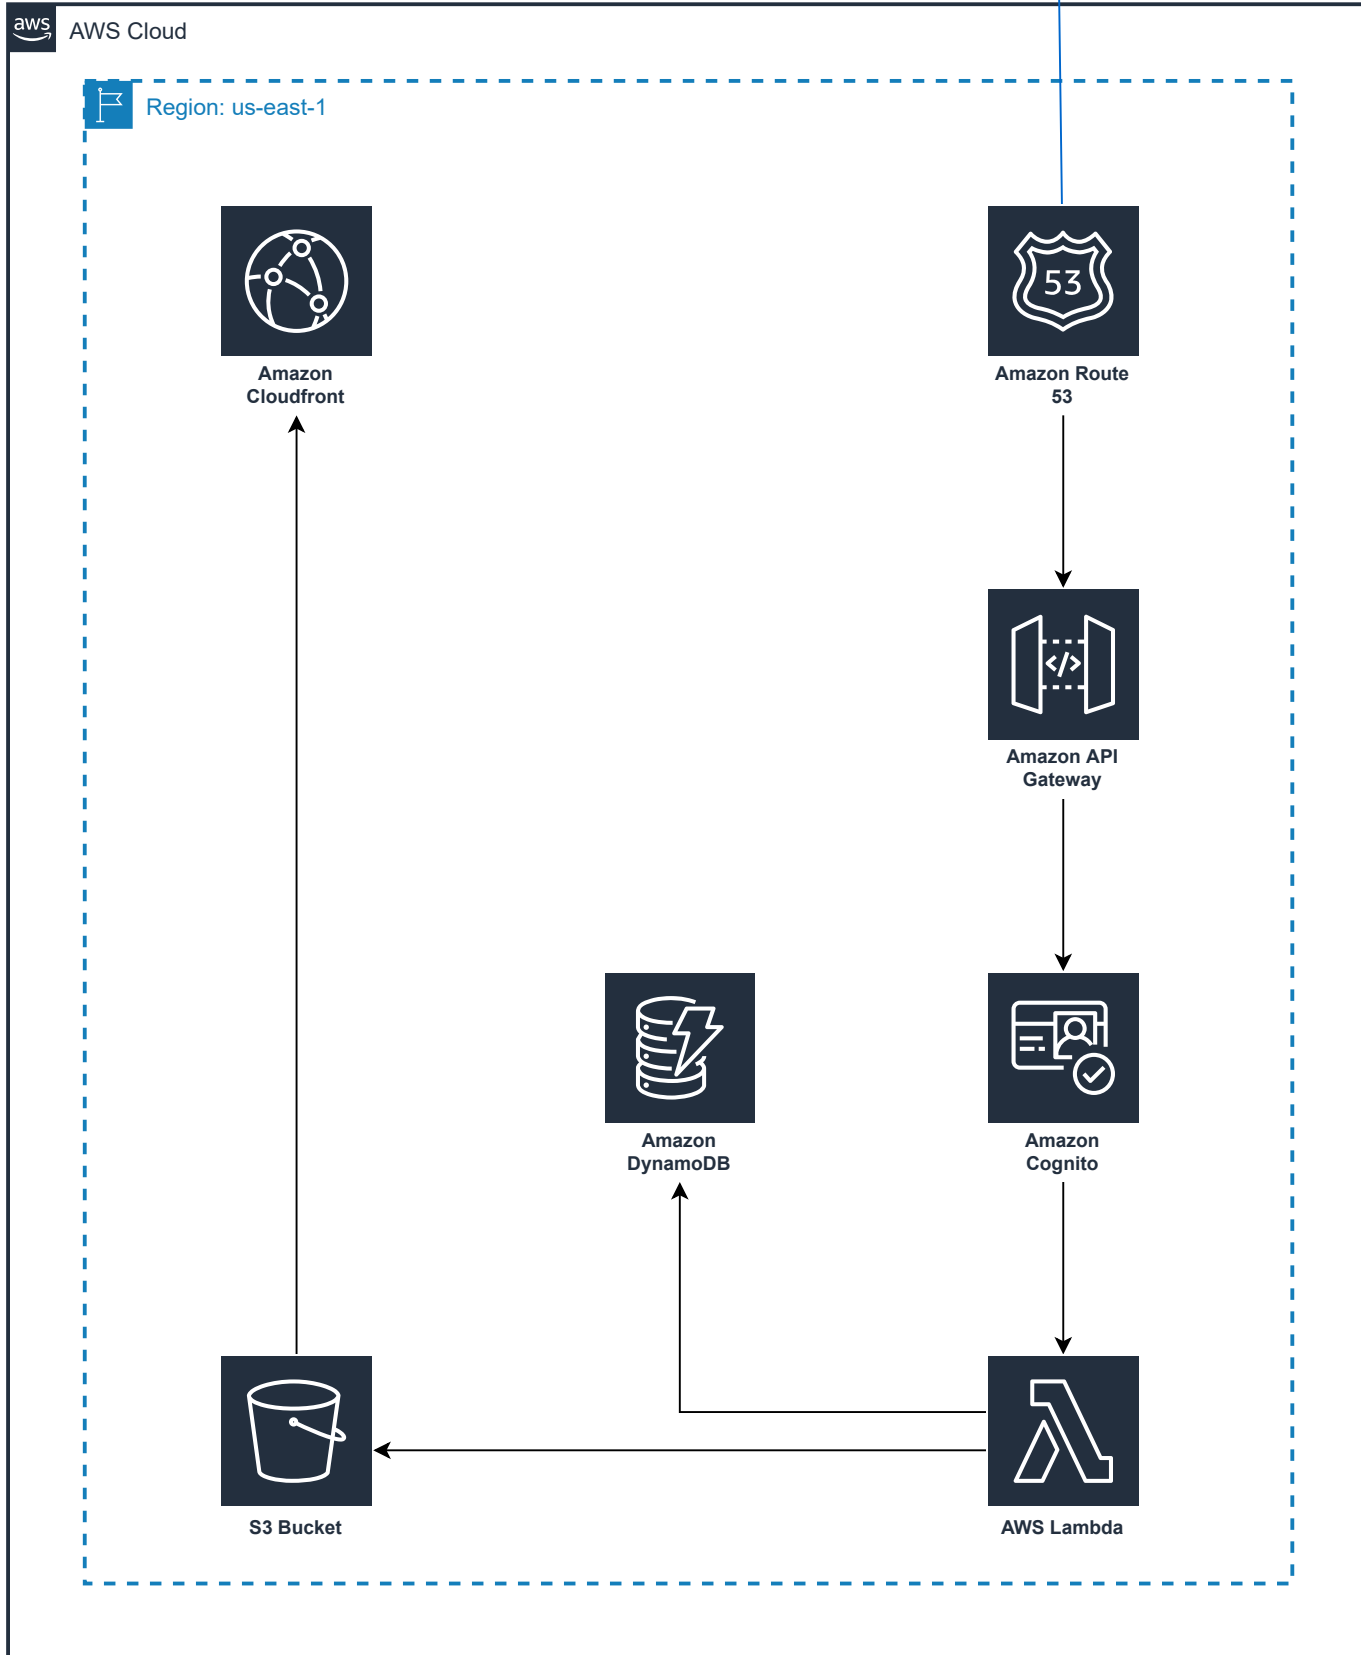 aws
AWS Cloud
Region: us-east-1
Amazon
Cloudfront
53
Amazon Route
53
</>
Amazon API
Gateway
Amazon
DynamoDB
Amazon
Cognito
S3 Bucket
AWS Lambda